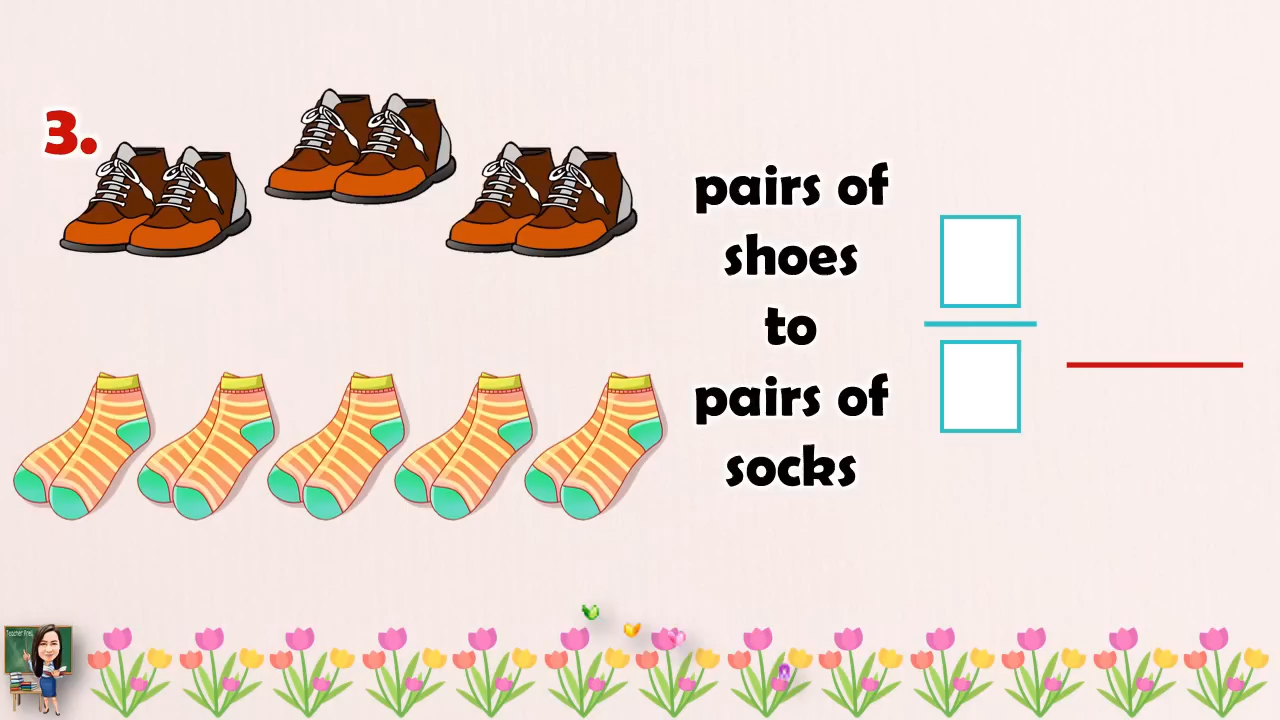 3.
pairs of
shoes
to
pairs of
socks